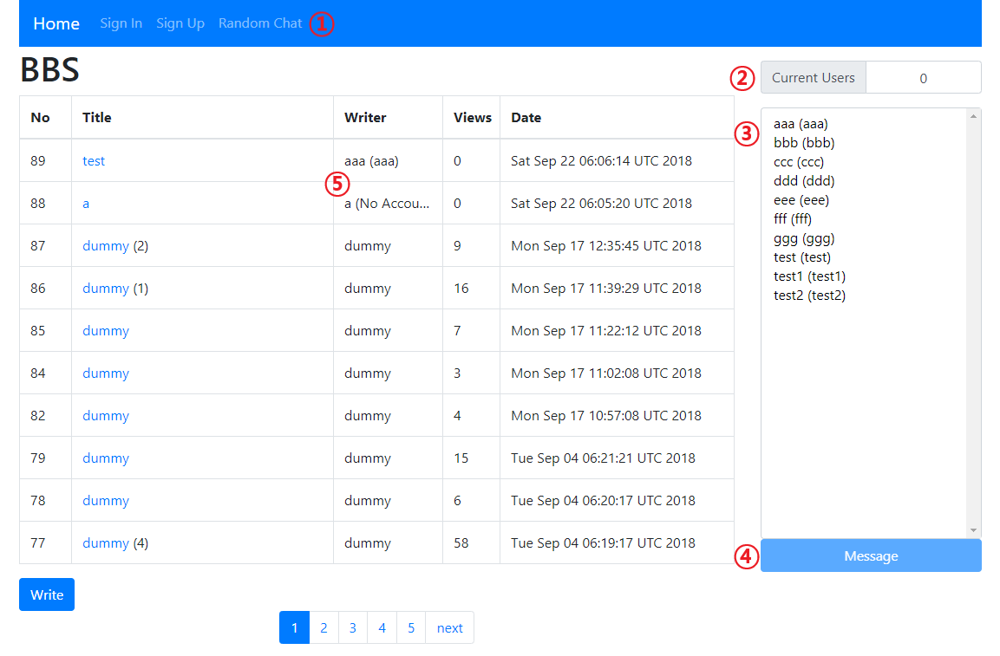 Home Sign In Sign Up Random Chat ①
BBS
② Current Users 0
No Title Writer Views Date
89 test aaa (aaa) 0 Sat Sep 22 06:06:14 UTC 2018
⑤
88 a a (No Accou... 0 Sat Sep 22 06:05:20 UTC 2018
87 dummy (2) dummy 9 Mon Sep 17 12:35:45 UTC 2018
86 dummy (1) dummy 16 Mon Sep 17 11:39:29 UTC 2018
85 dummy dummy 7 Mon Sep 17 11:22:12 UTC 2018
84 dummy dummy 3 Mon Sep 17 11:02:08 UTC 2018
82 dummy dummy 4 Mon Sep 17 10:57:08 UTC 2018
79 dummy dummy 15 Tue Sep 04 06:21:21 UTC 2018
78 dummy dummy 6 Tue Sep 04 06:20:17 UTC 2018
77 dummy (4) dummy 58 Tue Sep 04 06:19:17 UTC 2018
③
aaa (aaa)
bbb (bbb)
ccc (ccc)
ddd (ddd)
eee (eee)
fff (fff)
ggg (ggg)
test (test)
test1 (test1)
test2 (test2)
④ Message
Write
1 2 3 4 5 next